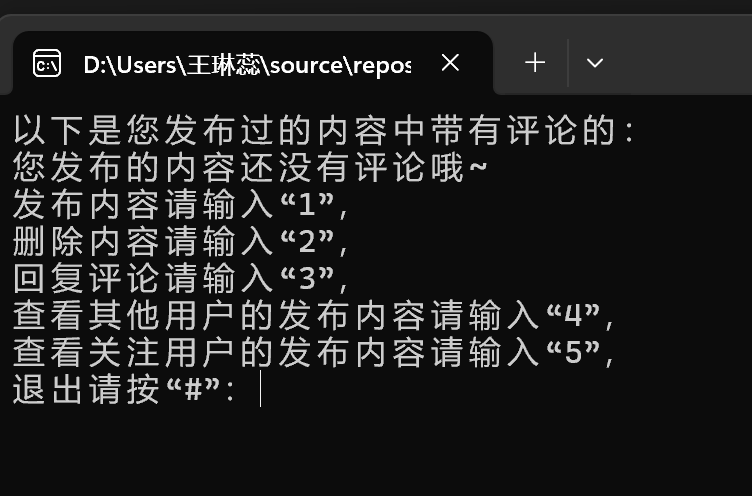 D:\Users\王琳蕊\source\repos
以下是您发布过的内容中带有评论的：
您发布的内容还没有评论哦~
发布内容请输入“1”，
删除内容请输入“2”，
回复评论请输入“3”，
查看其他用户的发布内容请输入“4”，
查看关注用户的发布内容请输入“5”，
退出请按“#”：